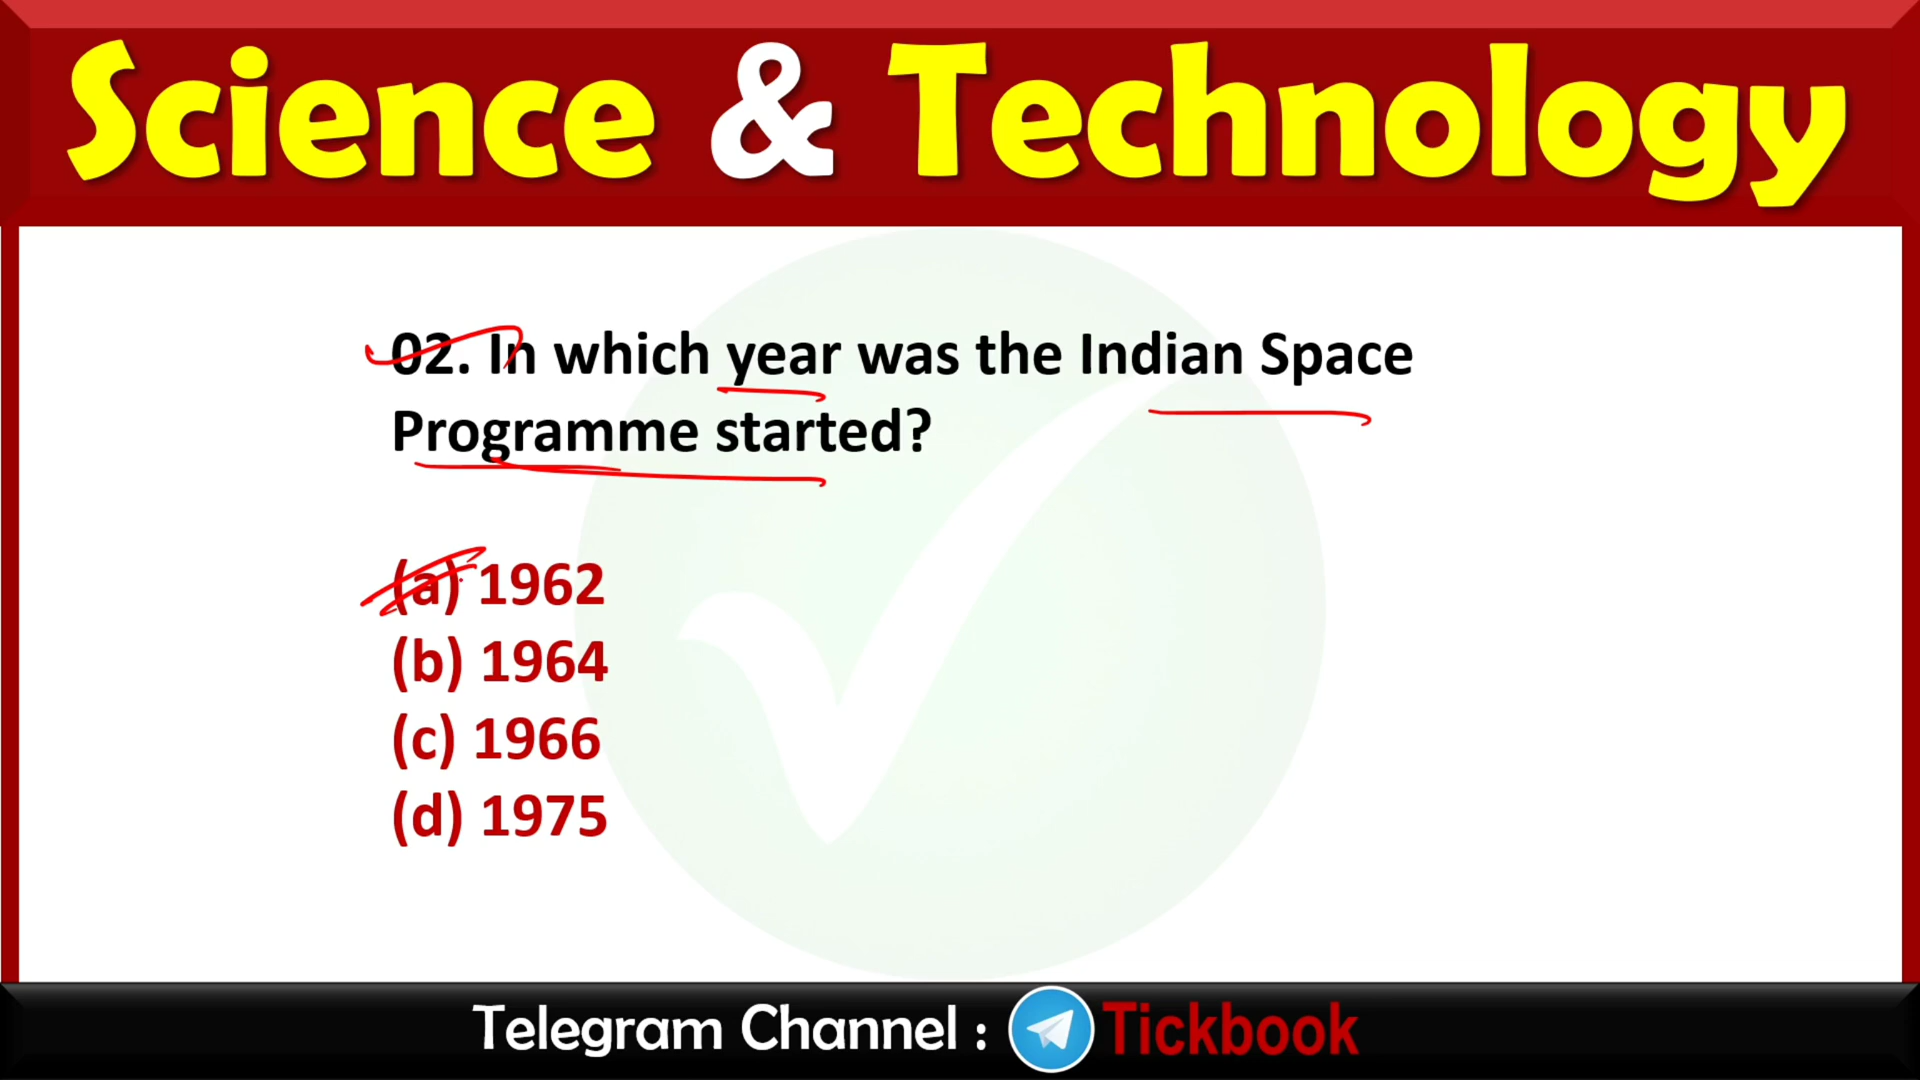 Science & Technology
02. In which year was the Indian Space
Programme started?
(a) 1962
(b) 1964
(c) 1966
(d) 1975
Telegram Channel : Tickbook